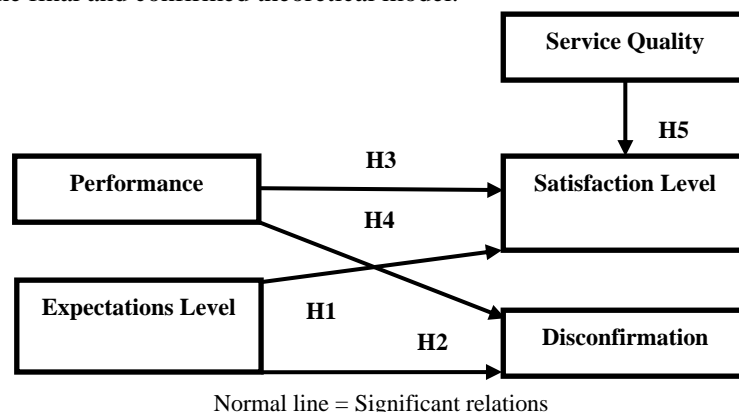 the final and confirmed theoretical model.
Service Quality
H5
H3
Performance
Satisfaction Level
H4
Expectations Level
H1
H2
Disconfirmation
Normal line = Significant relations